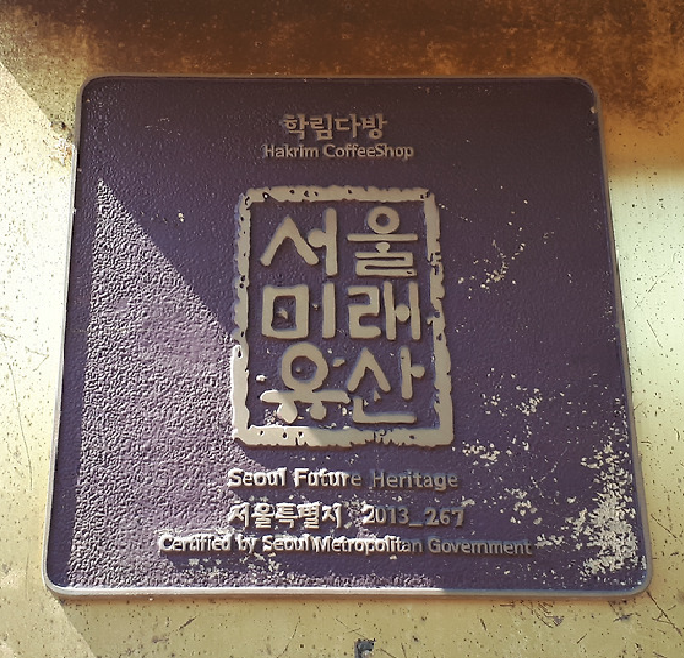 학림다방
Hakrim CoffeeShop
서울
미래
유산
Seoul Future Heritage
서울특별시 2013_267
Certified by Seoul Metropolitan Government